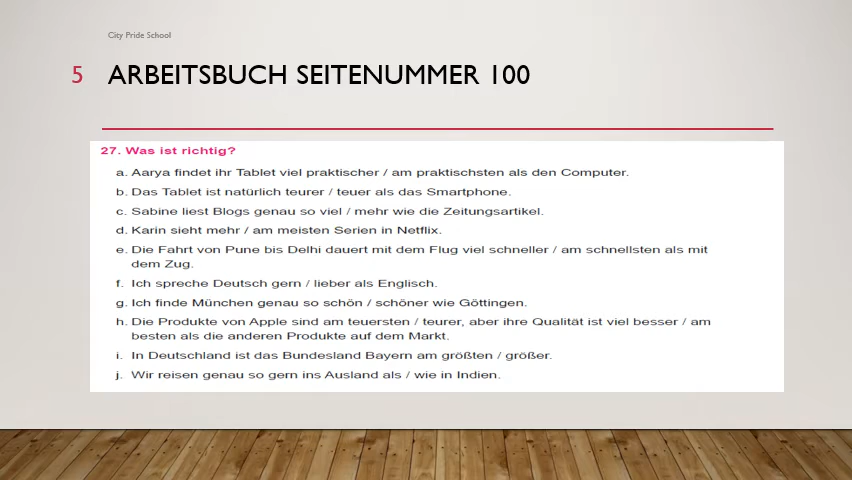 City Pride School
5 ARBEITSBUCH SEITENUMMER 100
27. Was ist richtig?
a. Aarya findet ihr Tablet viel praktischer / am praktischsten als den Computer.
b. Das Tablet ist natürlich teurer / teuer als das Smartphone.
c. Sabine liest Blogs genau so viel / mehr wie die Zeitungsartikel.
d. Karin sieht mehr / am meisten Serien in Netflix.
e. Die Fahrt von Pune bis Delhi dauert mit dem Flug viel schneller / am schnellsten als mit
dem Zug.
f. Ich spreche Deutsch gern / lieber als Englisch.
g. Ich finde München genau so schön / schöner wie Göttingen.
h. Die Produkte von Apple sind am teuersten / teurer, aber ihre Qualität ist viel besser / am
besten als die anderen Produkte auf dem Markt.
i. In Deutschland ist das Bundesland Bayern am größten / größer.
j. Wir reisen genau so gern ins Ausland als / wie in Indien.